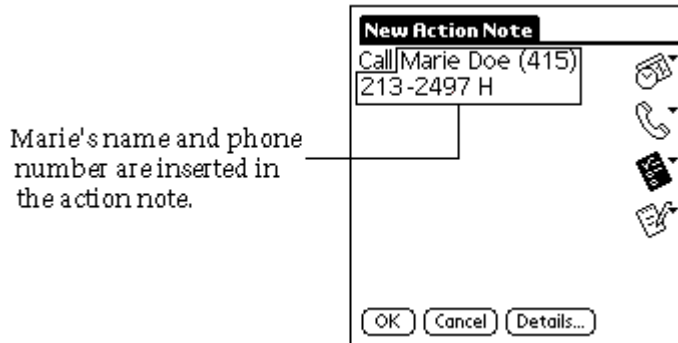 New Action Note
Call Marie Doe (415)
213-2497 H
Marie's name and phone
number are inserted in
the action note.
OK Cancel Details...